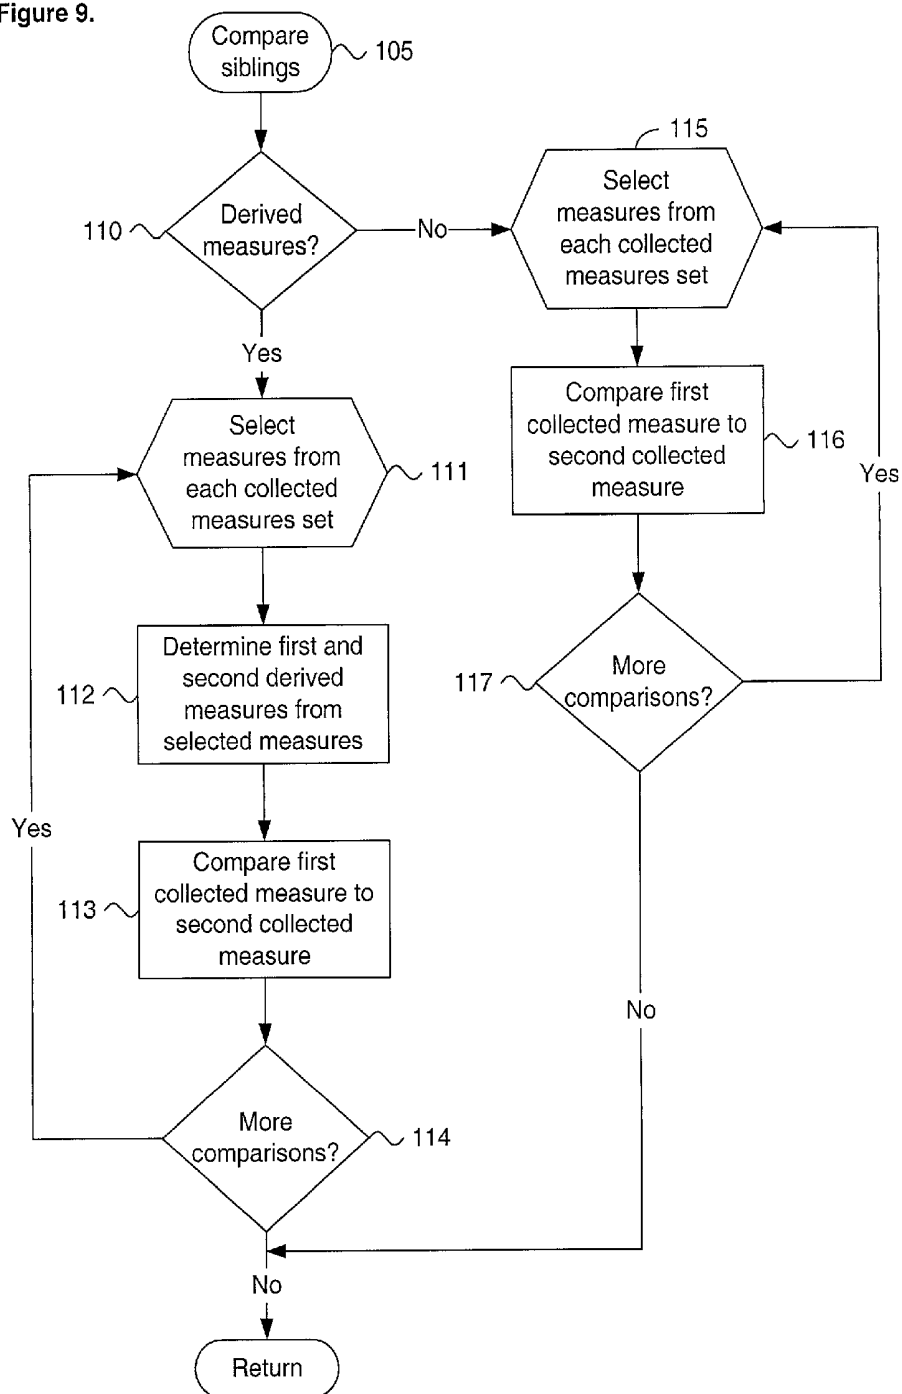 Figure 9.
Compare
siblings
105
110
Derived
measures?
No
115
Select
measures from
each collected
measures set
Yes
Select
measures from
each collected
measures set
111
Compare first
collected measure to
second collected
measure
116
Yes
Determine first and
second derived
measures from
selected measures
112
117
More
comparisons?
Yes
Compare first
collected measure to
second collected
measure
113
No
More
comparisons?
114
No
Return